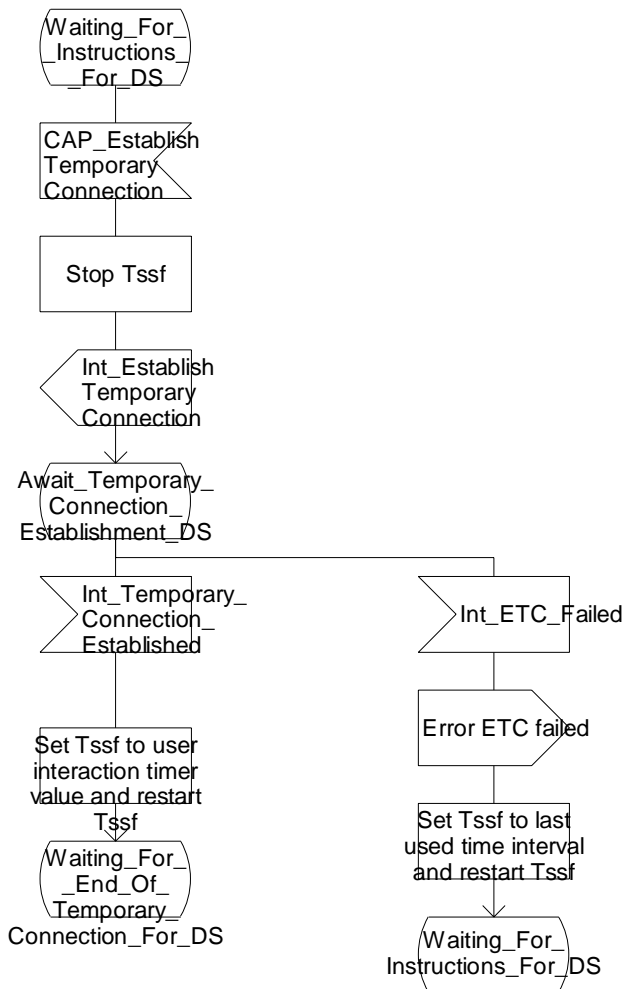 Waiting_For_
_Instructions_
_For_DS
CAP_Establish
Temporary
Connection
Stop Tssf
Int_Establish
Temporary
Connection
Await_Temporary_
Connection_
Establishment_DS
Int_Temporary_
Connection_
Established
Set Tssf to user
interaction timer
value and restart
Tssf
Waiting_For_
_End_Of_
Temporary_
Connection_For_DS
Int_ETC_Failed
Error ETC failed
Set Tssf to last
used time interval
and restart Tssf
Waiting_For_
Instructions_For_DS